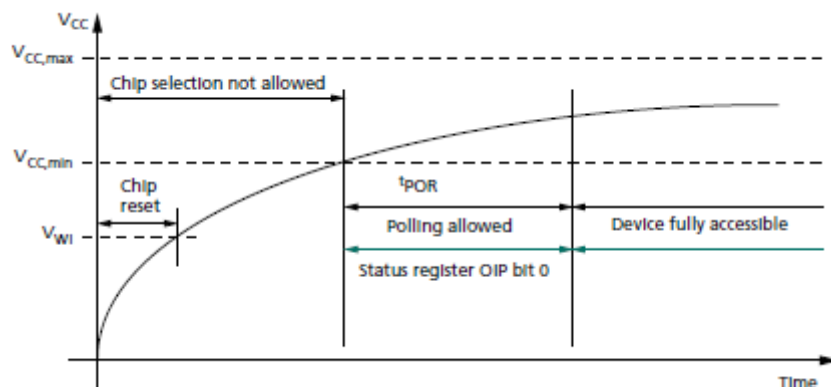 VCC
VCC,max
Chip selection not allowed
VCC,min
Chip
reset
tPOR
VWI
Polling allowed
Device fully accessible
Status register OIP bit 0
Time